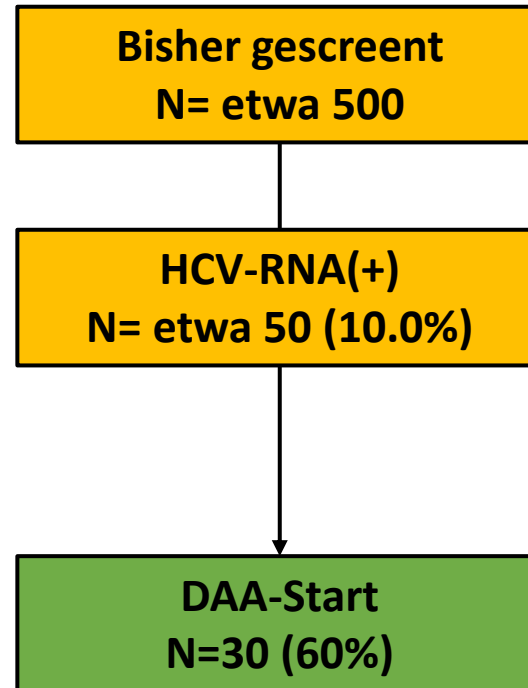 Bisher gescreent
N= etwa 500
HCV-RNA(+)
N= etwa 50 (10.0%)
DAA-Start
N=30 (60%)